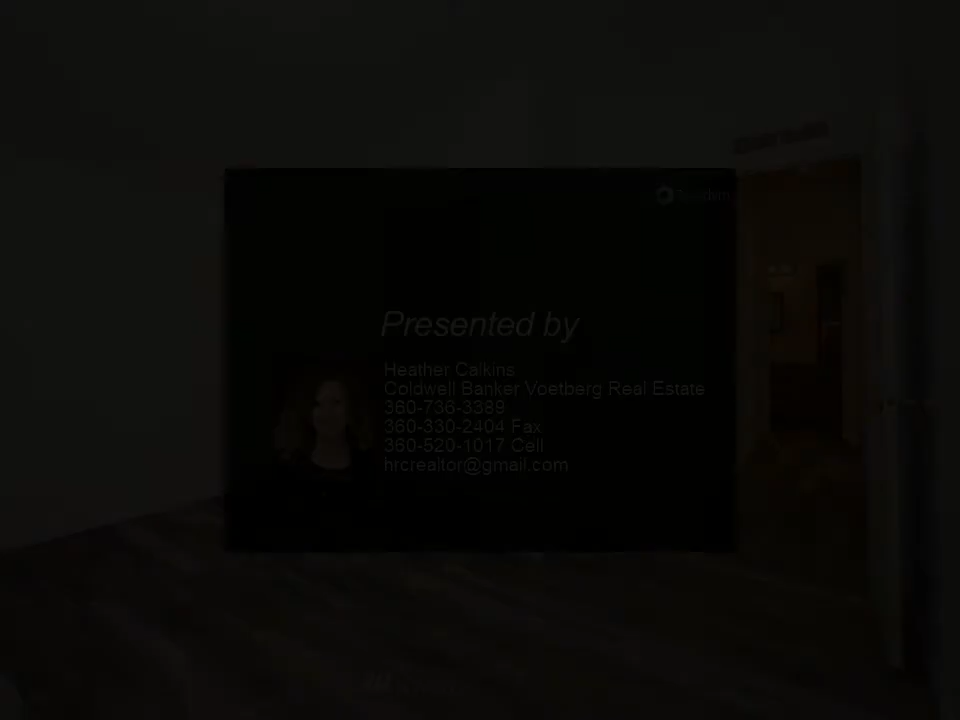 Presented by
Heather Calkins
Coldwell Banker Voetberg Real Estate
360-736-3389
360-330-2404 Fax
360-520-1017 Cell
hrcrealtor@gmail.com